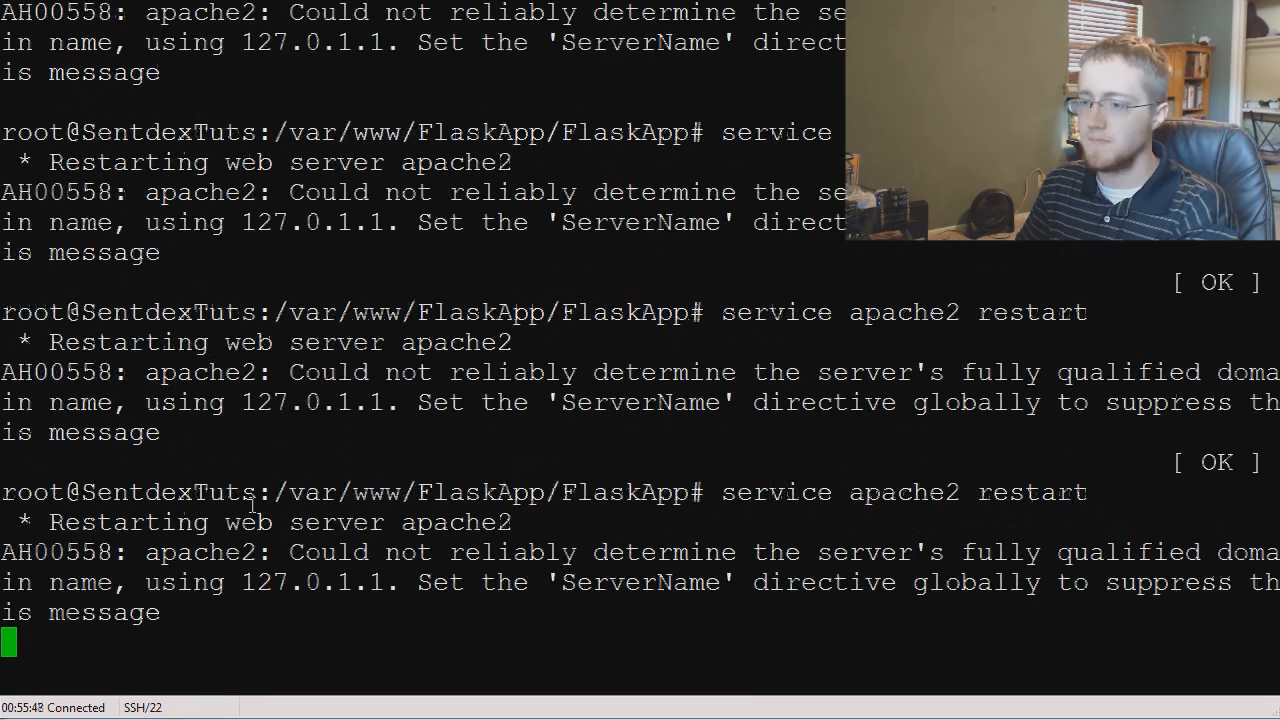 AH00558: apache2: Could not reliably determine the se
in name, using 127.0.1.1. Set the 'ServerName' direct
is message
root@SentdexTuts:/var/www/FlaskApp/FlaskApp# service
 * Restarting web server apache2
AH00558: apache2: Could not reliably determine the se
in name, using 127.0.1.1. Set the 'ServerName' direct
is message
[ OK ]
root@SentdexTuts:/var/www/FlaskApp/FlaskApp# service apache2 restart
 * Restarting web server apache2
AH00558: apache2: Could not reliably determine the server's fully qualified doma
in name, using 127.0.1.1. Set the 'ServerName' directive globally to suppress th
is message
[ OK ]
root@SentdexTuts:/var/www/FlaskApp/FlaskApp# service apache2 restart
 * Restarting web server apache2
AH00558: apache2: Could not reliably determine the server's fully qualified doma
in name, using 127.0.1.1. Set the 'ServerName' directive globally to suppress th
is message
Connected SSH/22